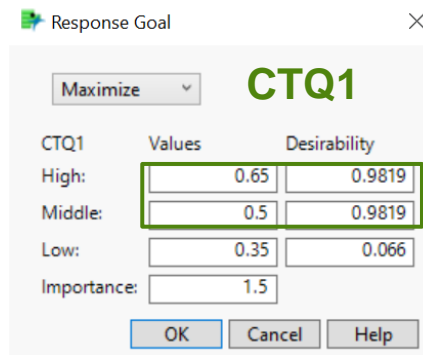 Response Goal
Maximize CTQ1
CTQ1 Values Desirability
High: 0.65 0.9819
Middle: 0.5 0.9819
Low: 0.35 0.066
Importance: 1.5
OK Cancel Help